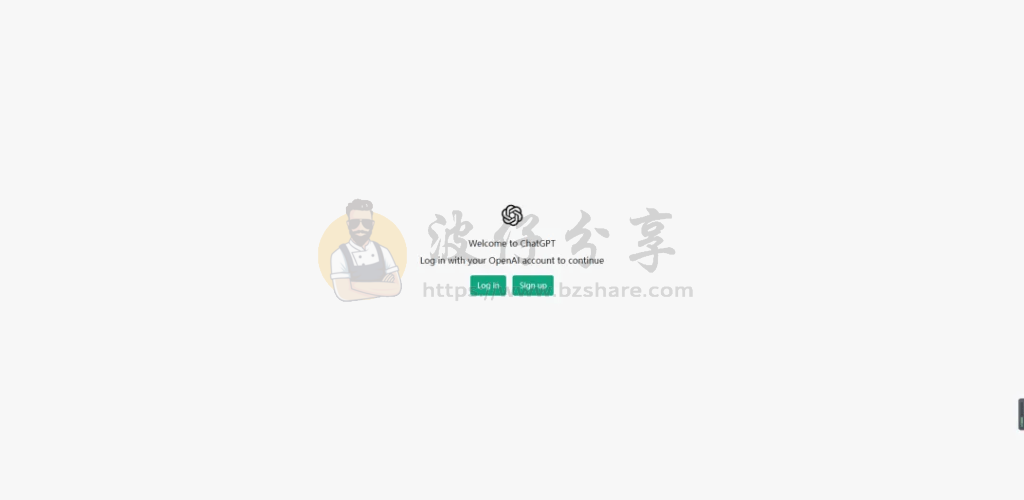 波仔分享
Welcome to ChatGPT
Log in with your OpenAI account to continue
Log in Sign up
https://www.bzshare.com